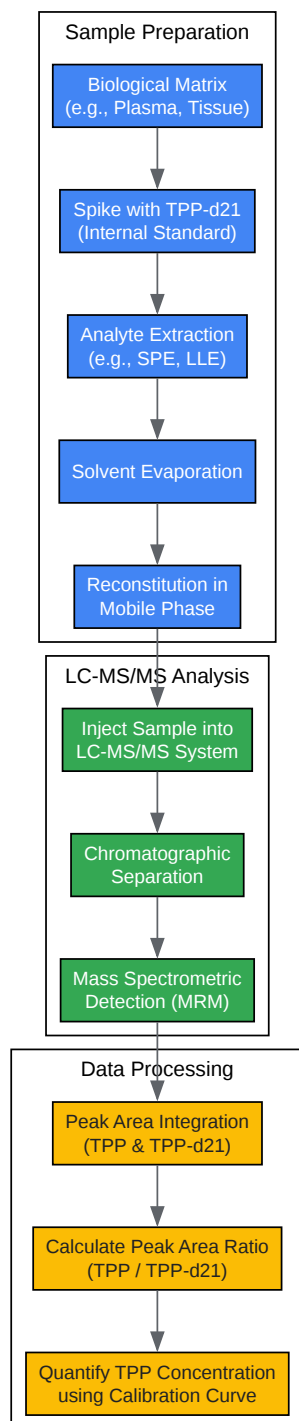 Sample Preparation
Biological Matrix
(e.g., Plasma, Tissue)
Spike with TPP-d21
(Internal Standard)
Analyte Extraction
(e.g., SPE, LLE)
Solvent Evaporation
Reconstitution in
Mobile Phase
LC-MS/MS Analysis
Inject Sample into
LC-MS/MS System
Chromatographic
Separation
Mass Spectrometric
Detection (MRM)
Data Processing
Peak Area Integration
(TPP & TPP-d21)
Calculate Peak Area Ratio
(TPP / TPP-d21)
Quantify TPP Concentration
using Calibration Curve